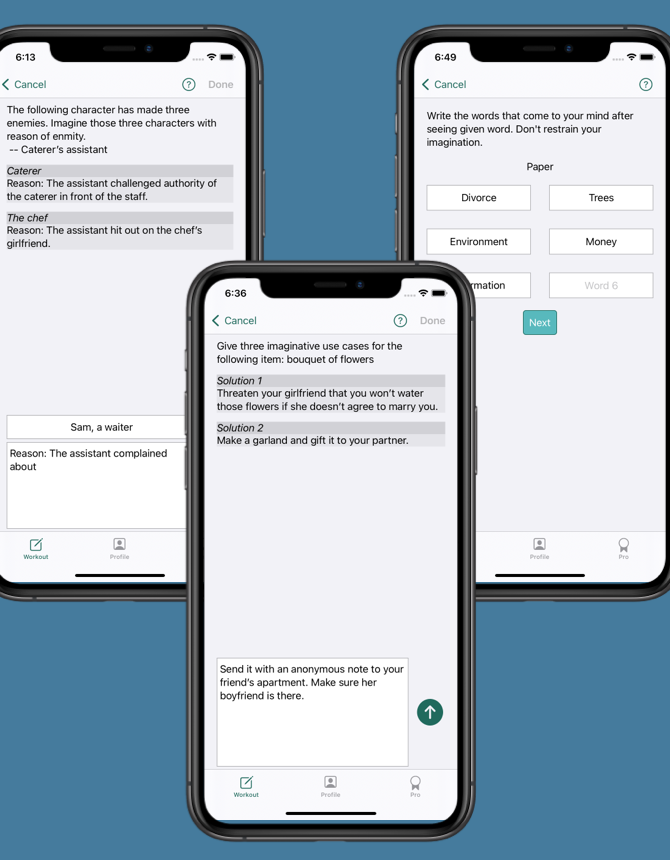 6:13
Cancel
Done
The following character has made three
enemies. Imagine those three characters with
reason of enmity.
-- Caterer's assistant
Caterer
Reason: The assistant challenged authority of
the caterer in front of the staff.
The chef
Reason: The assistant hit out on the chef's
girlfriend.
Sam, a waiter
Reason: The assistant complained
about
Workout
Profile
6:49
Cancel
Write the words that come to your mind after
seeing given word. Don't restrain your
imagination.
Paper
Divorce
Trees
Environment
Money
rmation
Word 6
Next
Profile
Pro
6:36
Cancel
Done
Give three imaginative use cases for the
following item: bouquet of flowers
Solution 1
Threaten your girlfriend that you won't water
those flowers if she doesn't agree to marry you.
Solution 2
Make a garland and gift it to your partner.
Send it with an anonymous note to your
friend's apartment. Make sure her
boyfriend is there.
Workout
Profile
Pro